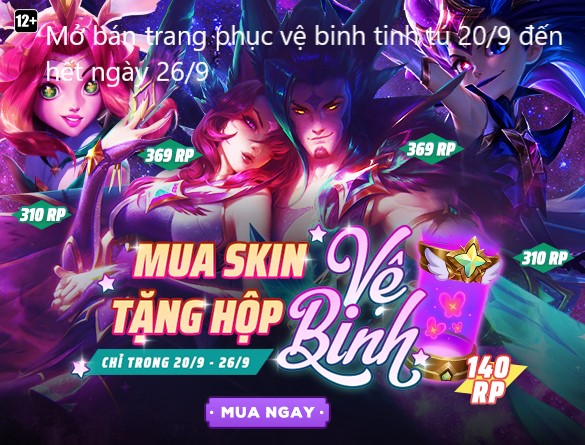 12+
Mở bán trang phục vệ binh tinh tú 20/9 đến
hết ngày 26/9
369 RP
369 RP
310 RP
310 RP
MUA SKIN
TẶNG HỘP
Vệ
Binh
CHỈ TRONG 20/9 - 26/9
140
RP
MUA NGAY